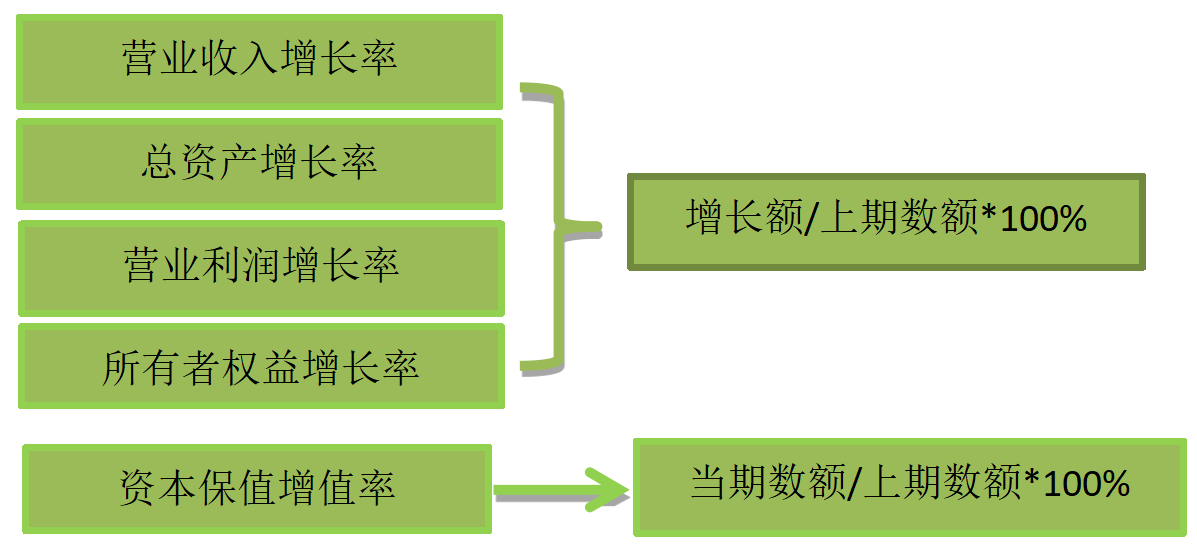 营业收入增长率
总资产增长率
营业利润增长率
所有者权益增长率
增长额/上期数额*100%
资本保值增值率
当期数额/上期数额*100%